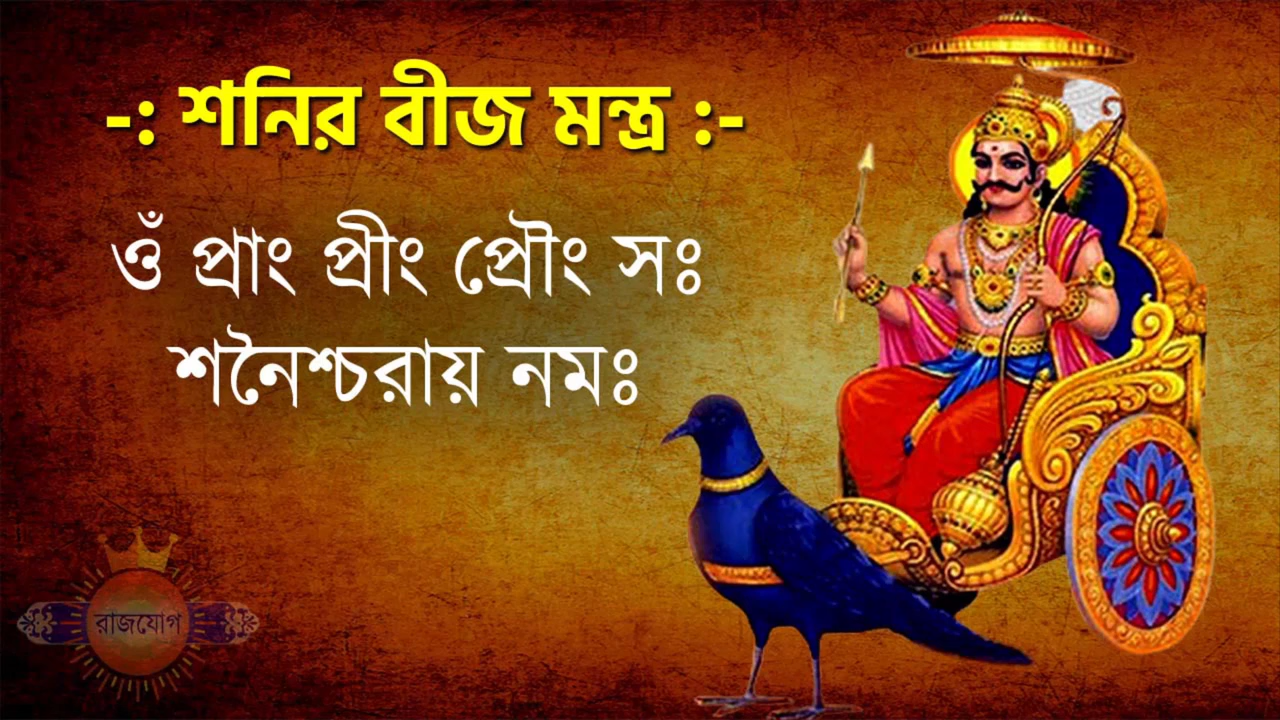 -: শনির বীজ মন্ত্র :-
ওঁ প্রাং প্রীং প্রৌং সঃ
শনৈশ্চরায় নমঃ
রাজযোগ